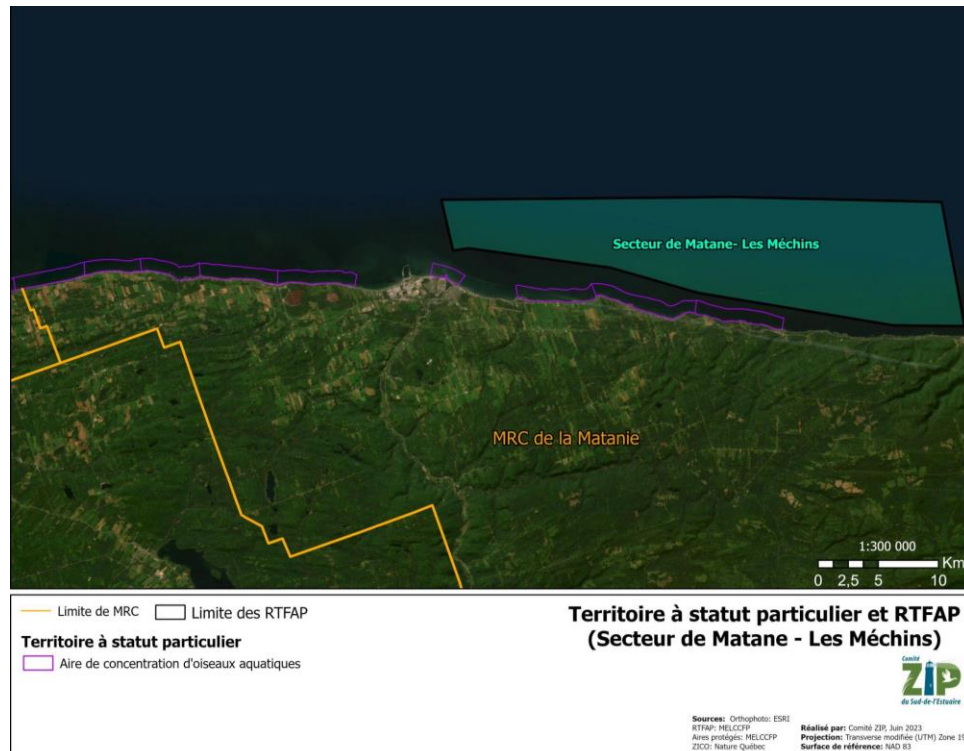 Secteur de Matane- Les Méchins
MRC de la Matanie
1:300 000
Km
0 2,5 5 10
Limite de MRC
Limite des RTFAP
Territoire à statut particulier
Aire de concentration d'oiseaux aquatiques
Territoire à statut particulier et RTFAP
(Secteur de Matane - Les Méchins)
Comité
ZIP
du Sud-de-l'Estuaire
Sources: Orthophoto: ESRI
RTFAP: MELCCFP
Aires protégés: MELCCFP
ZICO: Nature Québec
Réalisé par: Comité ZIP, Juin 2023
Projection: Transverse modifiée (UTM) Zone 19
Surface de référence: NAD 83